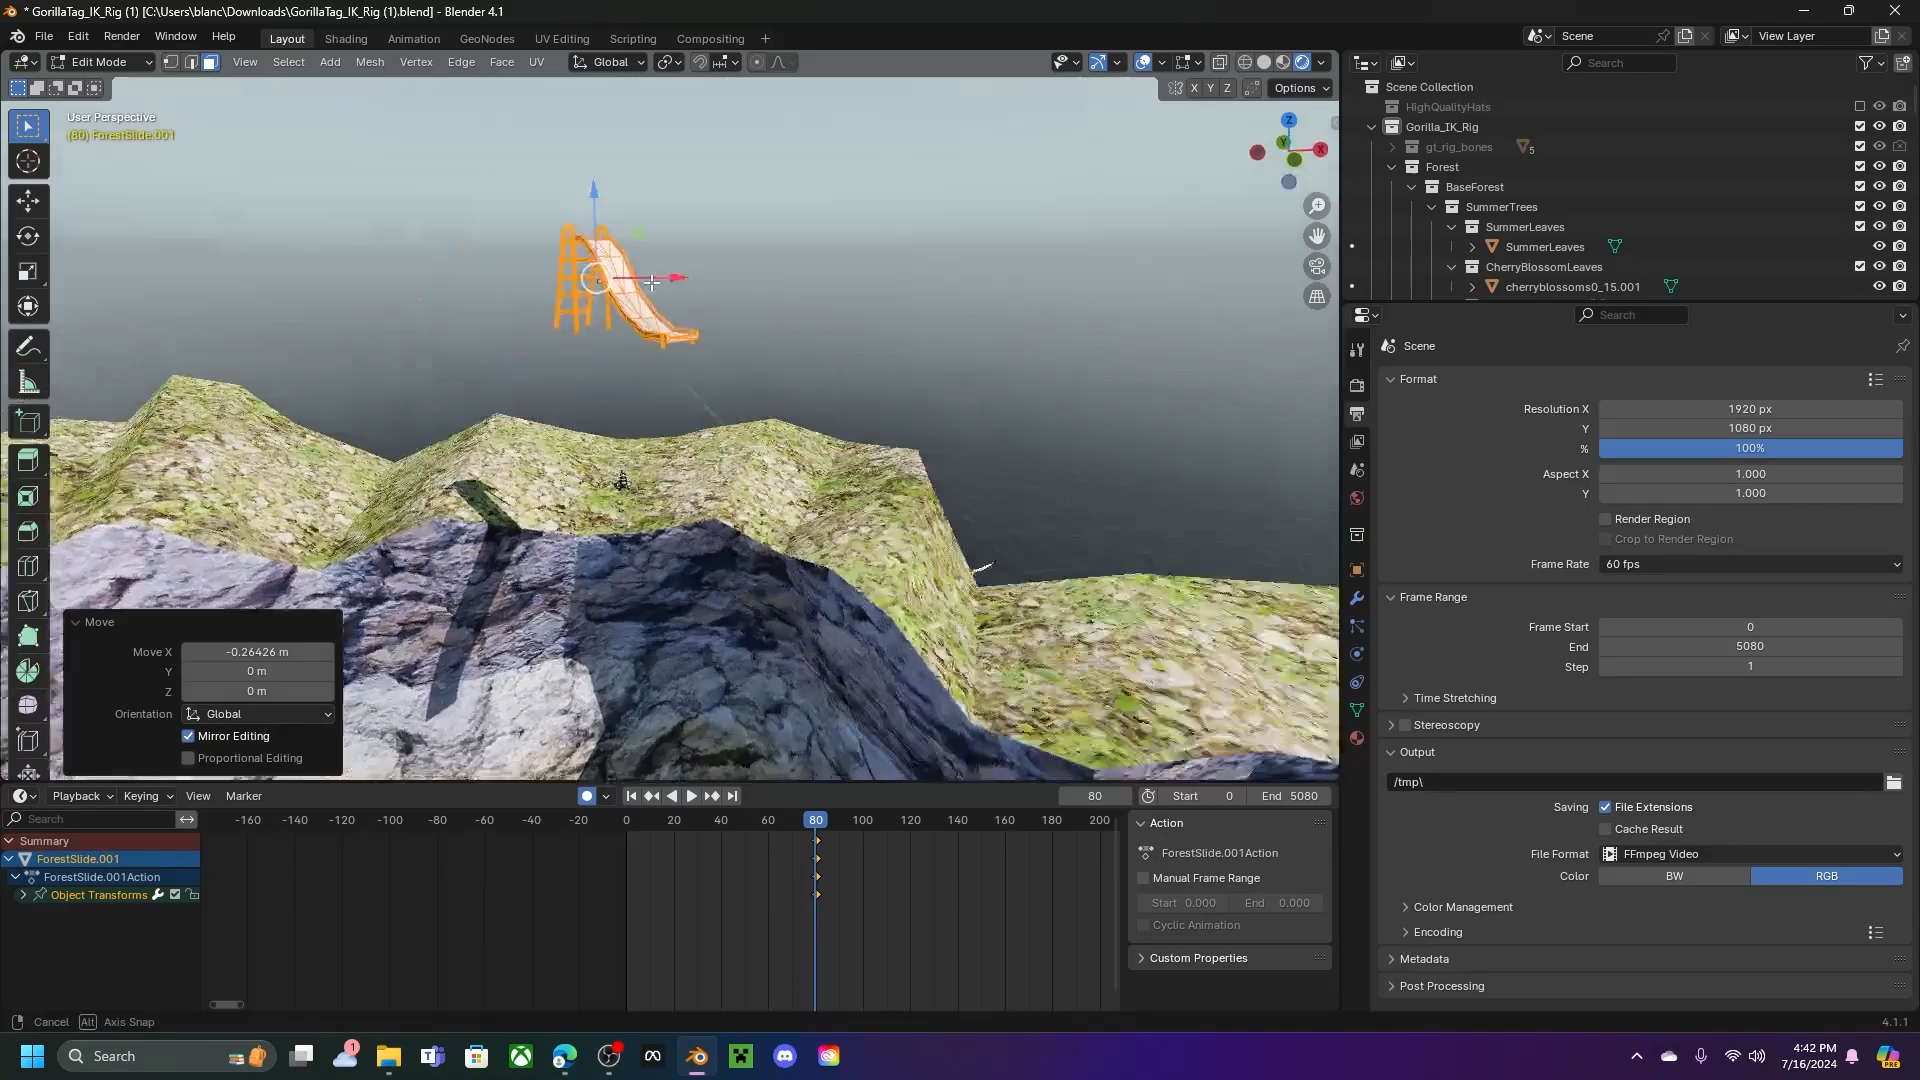 * GorillaTag_IK_Rig (1) [C:\Users\blanc\Downloads\GorillaTag_IK_Rig (1).blend] - Blender 4.1
File Edit Render Window Help Layout Shading Animation GeoNodes UV Editing Scripting Compositing + Scene View Layer
Edit Mode View Select Add Mesh Vertex Edge Face UV Global
Search
X Y Z Options
User Perspective
(80) ForestSlide.001
Z
Y
X
Scene Collection
HighQualityHats
Gorilla_IK_Rig
gt_rig_bones 5
Forest
BaseForest
SummerTrees
SummerLeaves
SummerLeaves
CherryBlossomLeaves
cherryblossoms0_15.001
Search
Scene
Format
Resolution X 1920 px
Y 1080 px
% 100%
Aspect X 1.000
Y 1.000
Render Region
Crop to Render Region
Frame Rate 60 fps
Frame Range
Frame Start 0
End 5080
Step 1
Time Stretching
Stereoscopy
Output
/tmp\
Saving File Extensions
Cache Result
File Format FFmpeg Video
Color BW RGB
Color Management
Encoding
Metadata
Post Processing
Move
Move X -0.26426 m
Y 0 m
Z 0 m
Orientation Global
Mirror Editing
Proportional Editing
Playback Keying View Marker 80 Start 0 End 5080
Search
-160 -140 -120 -100 -80 -60 -40 -20 0 20 40 60 80 100 120 140 160 180 200
Summary
ForestSlide.001
ForestSlide.001Action
Object Transforms
Action
ForestSlide.001Action
Manual Frame Range
Start 0.000 End 0.000
Cyclic Animation
Custom Properties
Cancel Alt Axis Snap
4.1.1
Search
1
4:42 PM
7/16/2024
PRE